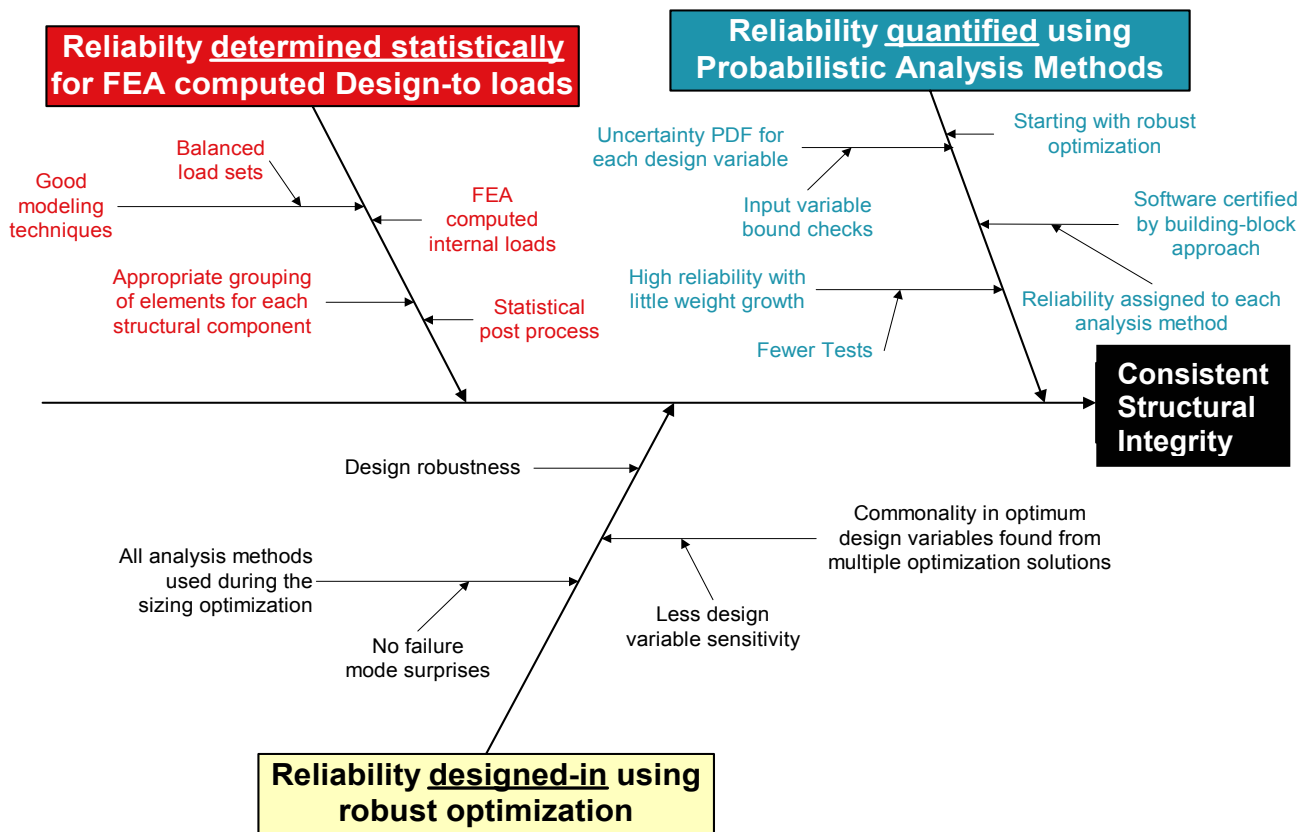 Reliabilty determined statistically
for FEA computed Design-to loads
Reliability quantified using
Probabilistic Analysis Methods
Balanced
load sets
Good
modeling
techniques
FEA
computed
internal loads
Appropriate grouping
of elements for each
structural component
Statistical
post process
Uncertainty PDF for
each design variable
Starting with robust
optimization
Input variable
bound checks
Software certified
by building-block
approach
High reliability with
little weight growth
Reliability assigned to each
analysis method
Fewer Tests
Consistent
Structural
Integrity
Design robustness
Commonality in optimum
design variables found from
multiple optimization solutions
All analysis methods
used during the
sizing optimization
Less design
variable sensitivity
No failure
mode surprises
Reliability designed-in using
robust optimization